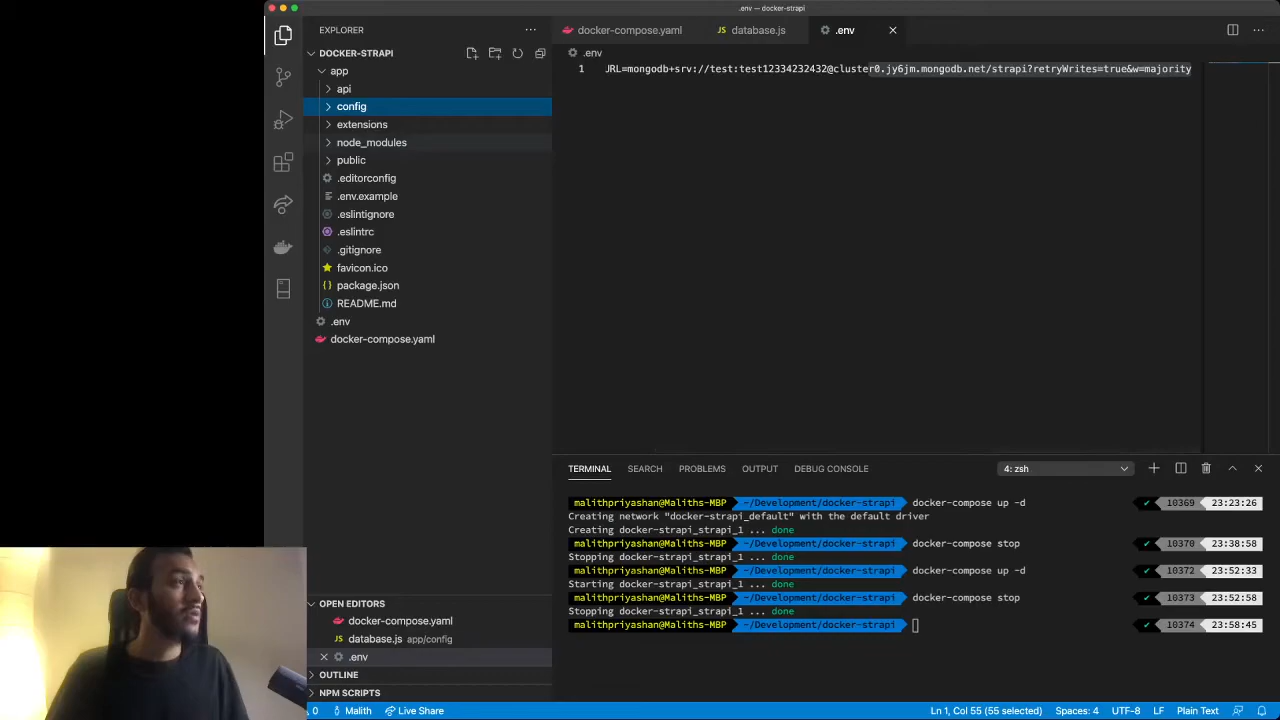 .env — docker-strapi
EXPLORER
docker-compose.yaml
JS database.js
.env
DOCKER-STRAPI
.env
app
1 JRL=mongodb+srv://test:test12334232432@cluster0.jy6jm.mongodb.net/strapi?retryWrites=true&w=majority
api
config
extensions
node_modules
public
.editorconfig
.env.example
.eslintignore
.eslintrc
.gitignore
favicon.ico
package.json
README.md
.env
docker-compose.yaml
TERMINAL SEARCH PROBLEMS OUTPUT DEBUG CONSOLE 4: zsh
malithpriyashan@Maliths-MBP ~/Development/docker-strapi docker-compose up -d ✔ 10369 23:23:26
Creating network "docker-strapi_default" with the default driver
Creating docker-strapi_strapi_1 ... done
malithpriyashan@Maliths-MBP ~/Development/docker-strapi docker-compose stop ✔ 10370 23:38:58
Stopping docker-strapi_strapi_1 ... done
malithpriyashan@Maliths-MBP ~/Development/docker-strapi docker-compose up -d ✔ 10372 23:52:33
Starting docker-strapi_strapi_1 ... done
malithpriyashan@Maliths-MBP ~/Development/docker-strapi docker-compose stop ✔ 10373 23:52:58
Stopping docker-strapi_strapi_1 ... done
malithpriyashan@Maliths-MBP ~/Development/docker-strapi ✔ 10374 23:58:45
OPEN EDITORS
docker-compose.yaml
JS database.js app/config
.env
OUTLINE
NPM SCRIPTS
0 Malith Live Share
Ln 1, Col 55 (55 selected) Spaces: 4 UTF-8 LF Plain Text